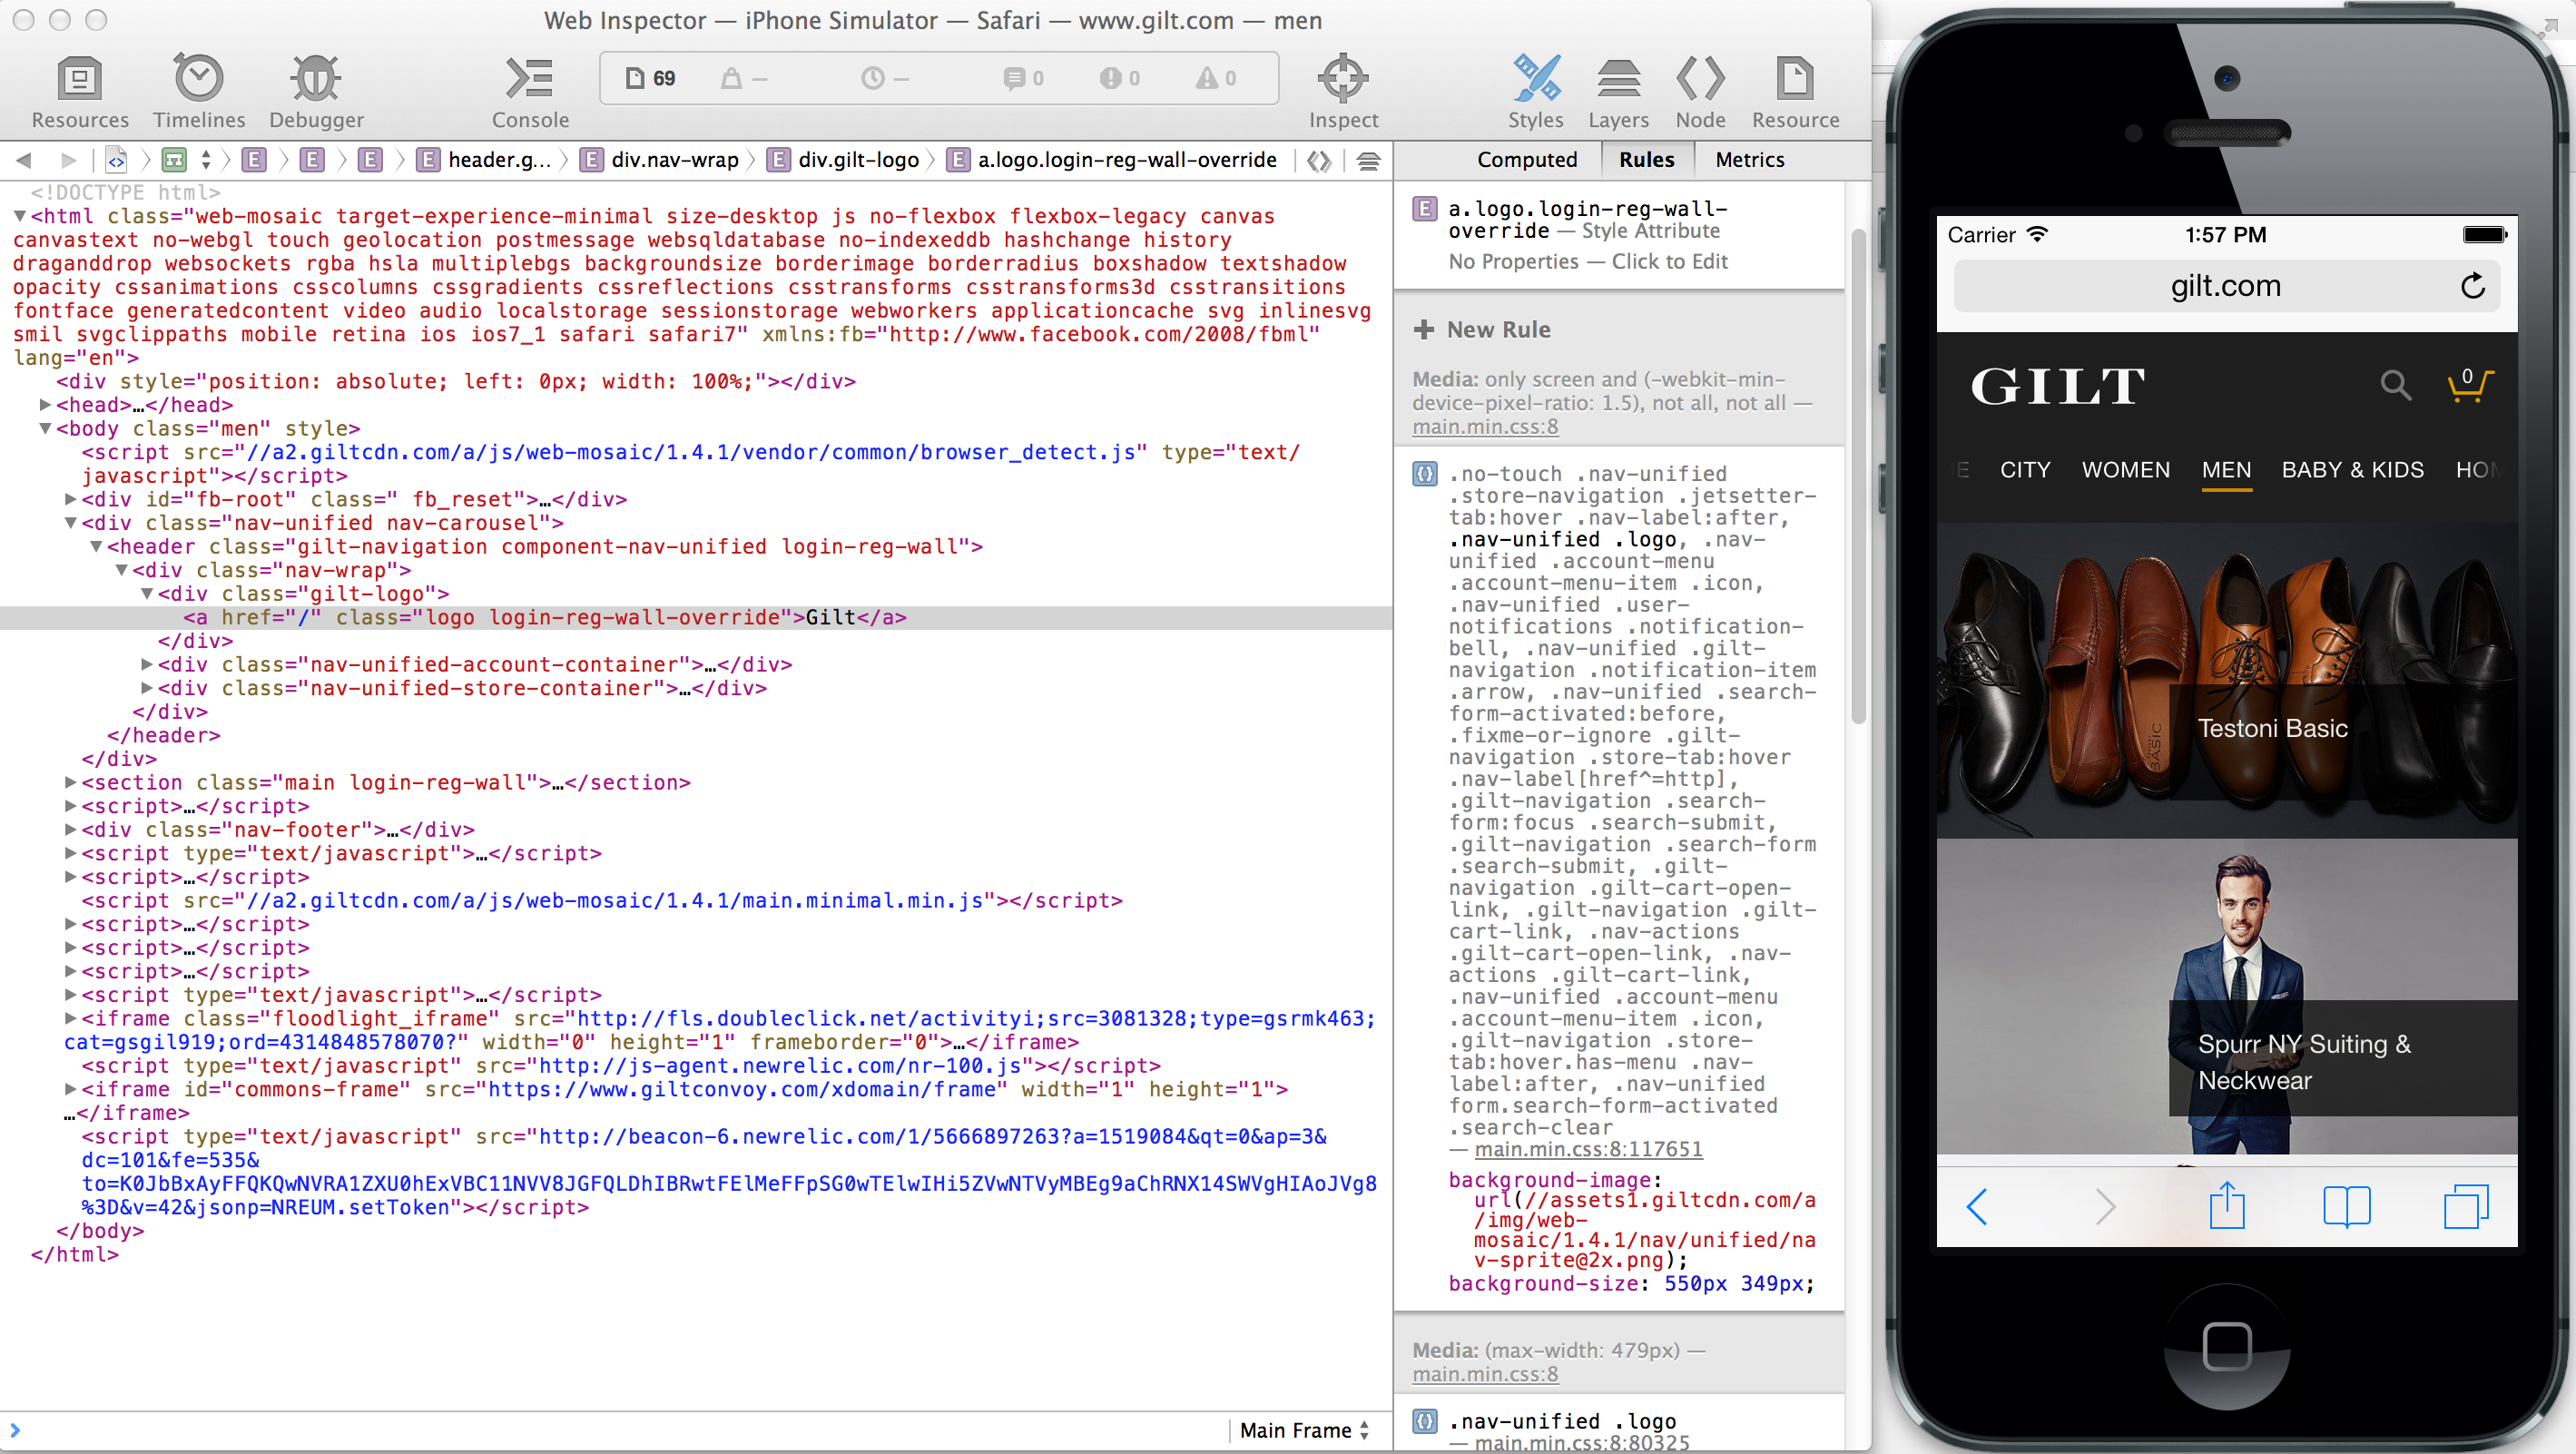 Web Inspector — iPhone Simulator — Safari — www.gilt.com — men
Resources Timelines Debugger Console 69 — — 0 0 0 Inspect Styles Layers Node Resource
E E E E header.g... E div.nav-wrap E div.gilt-logo E a.logo.login-reg-wall-override
<!DOCTYPE html>
<html class="web-mosaic target-experience-minimal size-desktop js no-flexbox flexbox-legacy canvas
canvastext no-webgl touch geolocation postmessage websqldatabase no-indexeddb hashchange history
draganddrop websockets rgba hsla multiplebgs backgroundsize borderimage borderradius boxshadow textshadow
opacity cssanimations csscolumns cssgradients cssreflections csstransforms csstransforms3d csstransitions
fontface generatedcontent video audio localstorage sessionstorage webworkers applicationcache svg inlinesvg
smil svgclippaths mobile retina ios ios7_1 safari safari7" xmlns:fb="http://www.facebook.com/2008/fbml"
lang="en">
<div style="position: absolute; left: 0px; width: 100%;"></div>
<head>…</head>
<body class="men" style>
<script src="//a2.giltcdn.com/a/js/web-mosaic/1.4.1/vendor/common/browser_detect.js" type="text/
javascript"></script>
<div id="fb-root" class=" fb_reset">…</div>
<div class="nav-unified nav-carousel">
<header class="gilt-navigation component-nav-unified login-reg-wall">
<div class="nav-wrap">
<div class="gilt-logo">
<a href="/" class="logo login-reg-wall-override">Gilt</a>
</div>
<div class="nav-unified-account-container">…</div>
<div class="nav-unified-store-container">…</div>
</div>
</header>
</div>
<section class="main login-reg-wall">…</section>
<script>…</script>
<div class="nav-footer">…</div>
<script type="text/javascript">…</script>
<script>…</script>
<script src="//a2.giltcdn.com/a/js/web-mosaic/1.4.1/main.minimal.min.js"></script>
<script>…</script>
<script>…</script>
<script>…</script>
<script type="text/javascript">…</script>
<iframe class="floodlight_iframe" src="http://fls.doubleclick.net/activityi;src=3081328;type=gsrmk463;
cat=gsgil919;ord=4314848578070?" width="0" height="1" frameborder="0">…</iframe>
<script type="text/javascript" src="http://js-agent.newrelic.com/nr-100.js"></script>
<iframe id="commons-frame" src="https://www.giltconvoy.com/xdomain/frame" width="1" height="1">
…</iframe>
<script type="text/javascript" src="http://beacon-6.newrelic.com/1/5666897263?a=1519084&qt=0&ap=3&
dc=101&fe=535&
to=K0JbBxAyFFQKQwNVRA1ZXU0hExVBC11NVV8JGFQLDhIBRwtFElMeFFpSG0wTElwIHi5ZVwNTVyMBEg9aChRNX14SWVgHIAoJVg8
%3D&v=42&jsonp=NREUM.setToken"></script>
</body>
</html>
Main Frame
Computed Rules Metrics
E a.logo.login-reg-wall-
override — Style Attribute
No Properties — Click to Edit
New Rule
Media: only screen and (-webkit-min-
device-pixel-ratio: 1.5), not all, not all —
main.min.css:8
.no-touch .nav-unified
.store-navigation .jetsetter-
tab:hover .nav-label:after,
.nav-unified .logo, .nav-
unified .account-menu
.account-menu-item .icon,
.nav-unified .user-
notifications .notification-
bell, .nav-unified .gilt-
navigation .notification-item
.arrow, .nav-unified .search-
form-activated:before,
.fixme-or-ignore .gilt-
navigation .store-tab:hover
.nav-label[href^=http],
.gilt-navigation .search-
form:focus .search-submit,
.gilt-navigation .search-form
.search-submit, .gilt-
navigation .gilt-cart-open-
link, .gilt-navigation .gilt-
cart-link, .nav-actions
.gilt-cart-open-link, .nav-
actions .gilt-cart-link,
.nav-unified .account-menu
.account-menu-item .icon,
.gilt-navigation .store-
tab:hover.has-menu .nav-
label:after, .nav-unified
form.search-form-activated
.search-clear
— main.min.css:8:117651
background-image:
url(//assets1.giltcdn.com/a
/img/web-
mosaic/1.4.1/nav/unified/na
v-sprite@2x.png);
background-size: 550px 349px;
Media: (max-width: 479px) —
main.min.css:8
.nav-unified .logo
— main.min.css:8:80325
Carrier 1:57 PM
gilt.com
GILT 0
E CITY WOMEN MEN BABY & KIDS HOM
BASIC
Testoni Basic
Spurr NY Suiting &
Neckwear